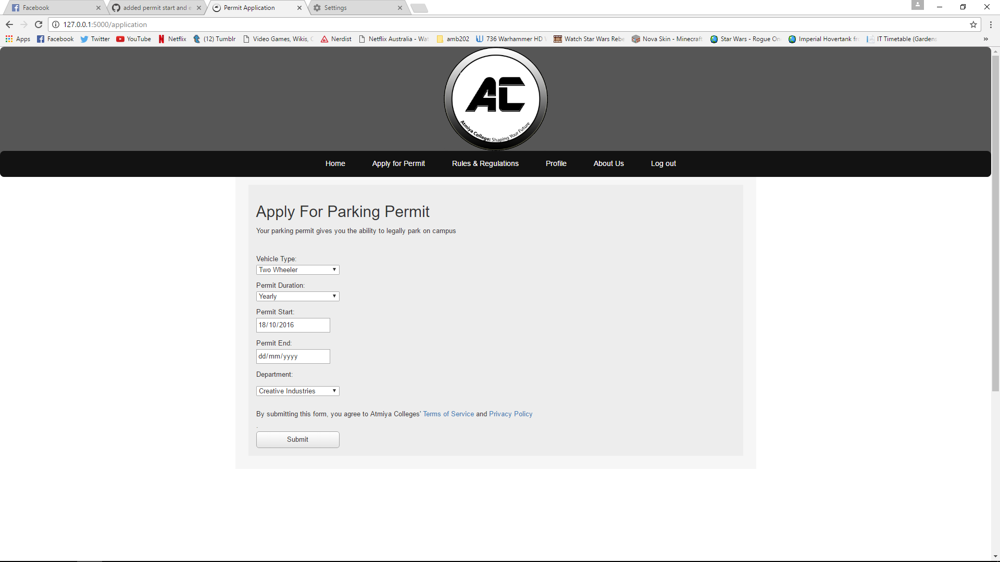 Facebook
added permit start and e
Permit Application
Settings
127.0.0.1:5000/application
Apps Facebook Twitter YouTube Netflix (12) Tumblr Video Games, Wikis, C Nerdist Netflix Australia - Wat amb202 736 Warhammer HD Watch Star Wars Rebe Nova Skin - Minecraft Star Wars - Rogue On Imperial Hovertank fro IT Timetable (Gardens »
AC
Atmiya College: Shaping Your Future
Home Apply for Permit Rules & Regulations Profile About Us Log out
Apply For Parking Permit
Your parking permit gives you the ability to legally park on campus
Vehicle Type:
Two Wheeler
Permit Duration:
Yearly
Permit Start:
18/10/2016
Permit End:
dd/mm/yyyy
Department:
Creative Industries
By submitting this form, you agree to Atmiya Colleges' Terms of Service and Privacy Policy
.
Submit